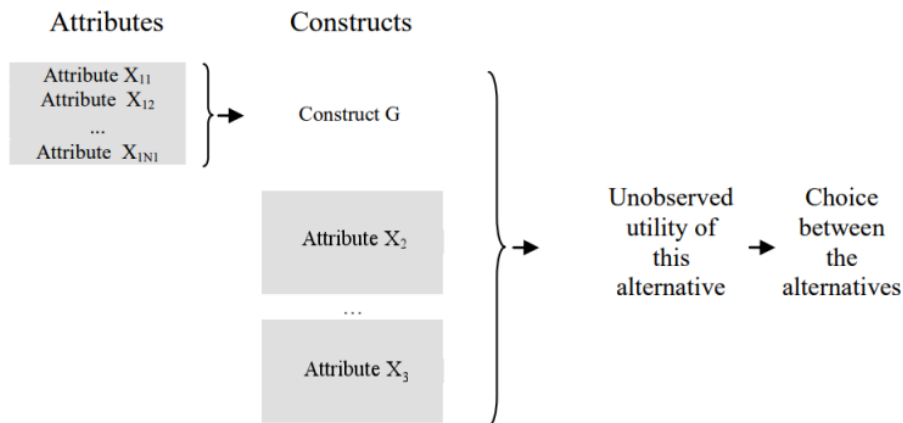 Attributes
Constructs
Attribute X₁₁
Attribute X₁₂
...
Attribute X₁N₁
Construct G
Attribute X₂
...
Attribute X₃
Unobserved
utility of
this
alternative
Choice
between
the
alternatives